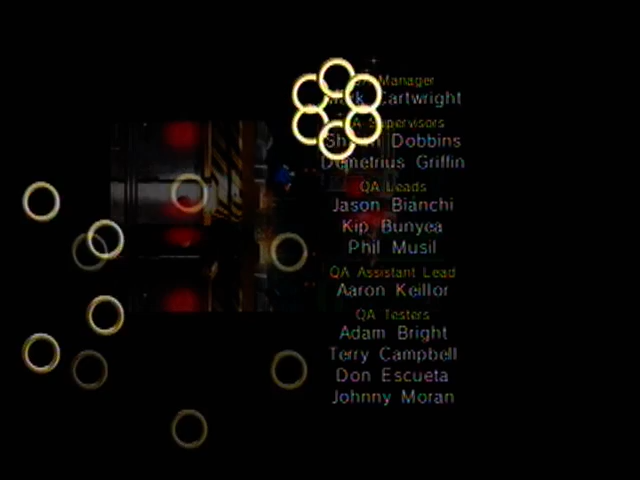 Manager
Cartwright
QA Supervisors
Dobbins
Demetrius Griffin
QA Leads
Jason Bianchi
Kip Bunyea
Phil Musil
QA Assistant Lead
Aaron Keillor
QA Testers
Adam Bright
Terry Campbell
Don Escueta
Johnny Moran